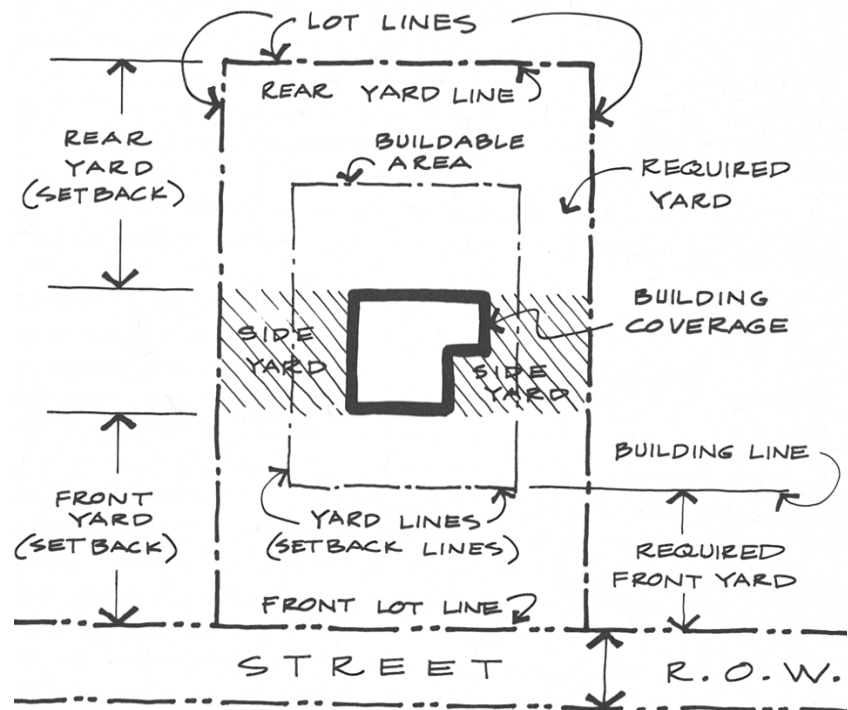 LOT LINES
REAR YARD LINE
REAR
YARD
(SETBACK)
BUILDABLE
AREA
REQUIRED
YARD
BUILDING
COVERAGE
SIDE
YARD
SIDE
YARD
BUILDING LINE
FRONT
YARD
(SETBACK)
YARD LINES
(SETBACK LINES)
REQUIRED
FRONT YARD
FRONT LOT LINE
STREET
R.O.W.